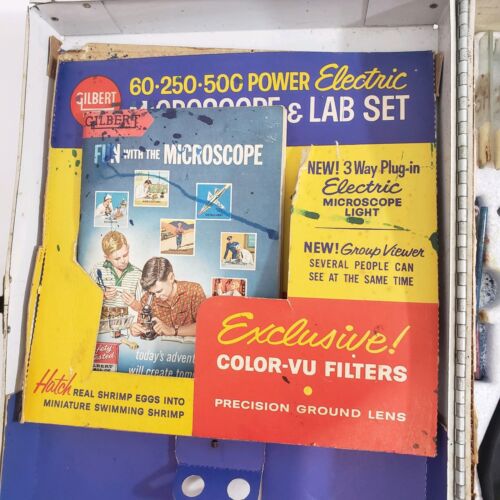 60·250·500 POWER Electric
MICROSCOPE & LAB SET
GILBERT
GILBERT
FUN WITH THE MICROSCOPE
NEW! 3 Way Plug-in
Electric
MICROSCOPE
LIGHT
NEW! Group Viewer
SEVERAL PEOPLE CAN
SEE AT THE SAME TIME
today's advent
will create tom
Exclusive!
COLOR-VU FILTERS
PRECISION GROUND LENS
Hatch REAL SHRIMP EGGS INTO
MINIATURE SWIMMING SHRIMP